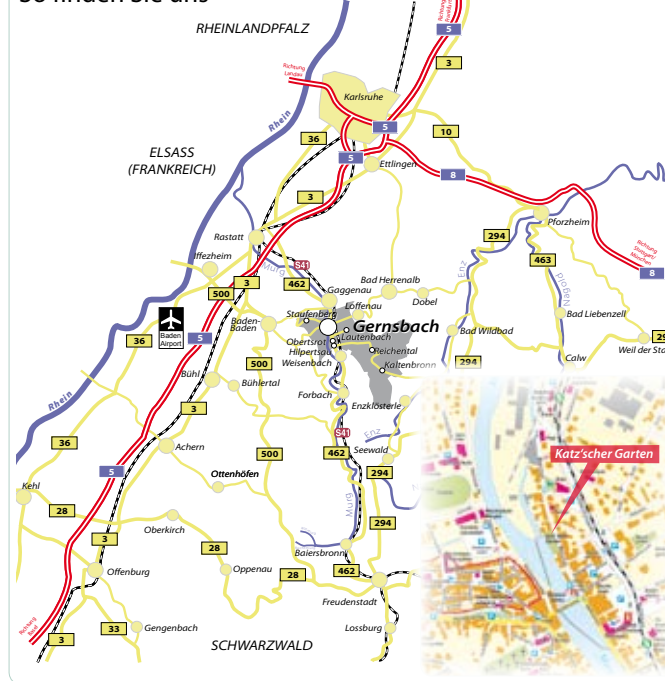 So finden Sie uns
RHEINLANDPFALZ
Richtung
Frankfurt
5
3
Richtung
Landau
Karlsruhe
Rhein
5
10
36
ELSASS
(FRANKREICH)
5
Ettlingen
8
3
Pforzheim
Rastatt
294
Murg
S41
463
Richtung
Stuttgart/
München
Iffezheim
8
3
462
Gaggenau
Bad Herrenalb
Enz
Nagold
500
Loffenau
Dobel
Staufenberg
Bad Liebenzell
Baden
Airport
Baden-
Baden
Gernsbach
Lautenbach
Bad Wildbad
36
5
Obertsrot
Hilpertsau
Reichental
Weil der Sta
Weisenbach
294
Calw
500
Kaltenbronn
Bühl
Bühlertal
Forbach
Enzklösterle
Rhein
3
S41
Enz
36
Achern
500
462
Seewald
Katz'scher Garten
5
Ottenhöfen
294
Kehl
Murg
28
Oberkirch
294
3
28
Baiersbronn
Offenburg
Oppenau
28
462
Freudenstadt
Richtung
Basel
33
Gengenbach
Lossburg
3
SCHWARZWALD